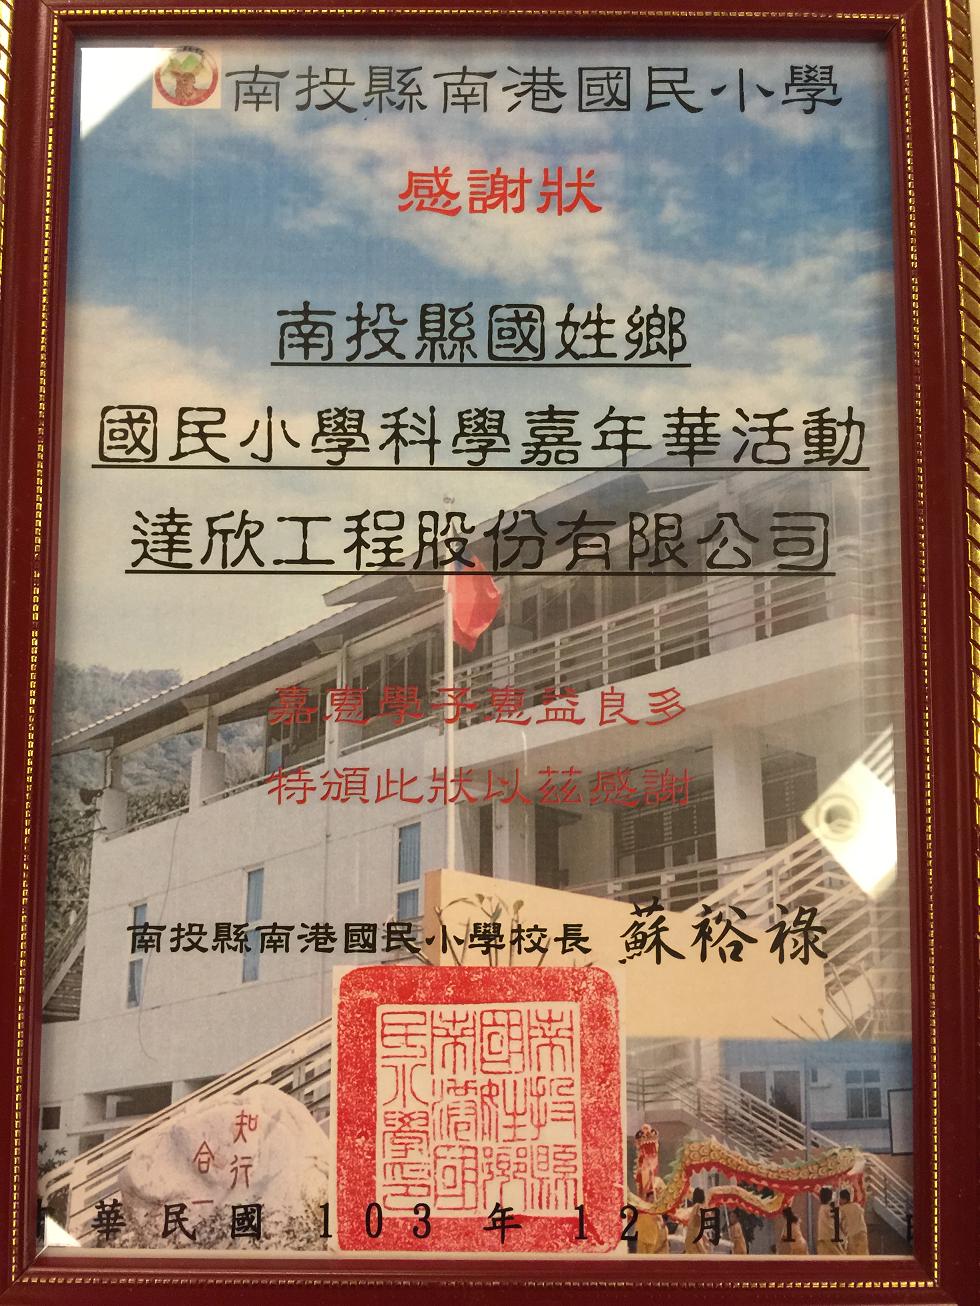 南投縣南港國民小學
感謝狀
南投縣國姓鄉
國民小學科學嘉年華活動
達欣工程股份有限公司
嘉惠學子惠益良多
特頒此狀以茲感謝
南投縣南港國民小學校長 蘇裕祿
南投縣
國姓鄉
南港國
民小學印
知行
合一
華民國 103 年 12 月 11